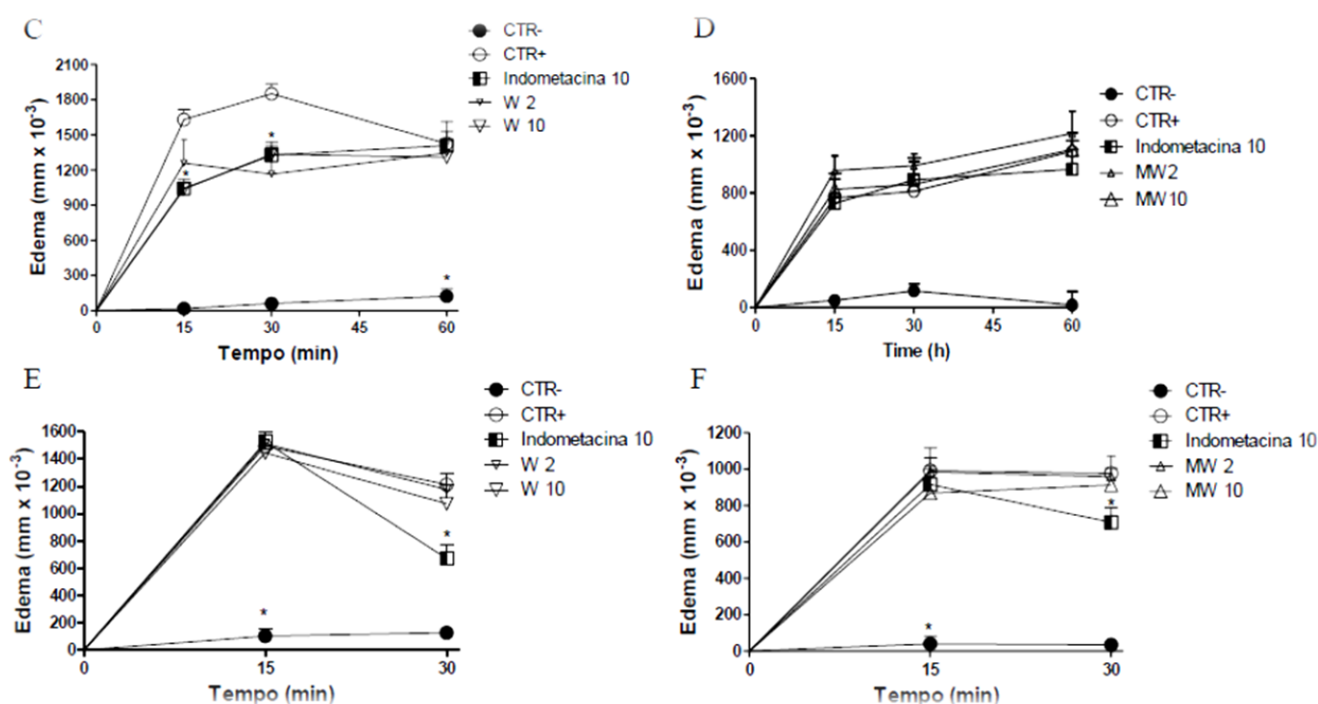 C
CTR-
CTR+
Indometacina 10
W 2
W 10
Edema (mm x 10-3)
2100
1800
1500
1200
900
600
300
0
*
*
*
0 15 30 45 60
Tempo (min)
D
CTR-
CTR+
Indometacina 10
MW 2
MW 10
Edema (mm x 10-3)
1600
1200
800
400
0
0 15 30 45 60
Time (h)
E
CTR-
CTR+
Indometacina 10
W 2
W 10
Edema (mm x 10-3)
1600
1400
1200
1000
800
600
400
200
0
*
*
0 15 30
Tempo (min)
F
CTR-
CTR+
Indometacina 10
MW 2
MW 10
Edema (mm x 10-3)
1200
1000
800
600
400
200
0
*
*
0 15 30
Tempo (min)